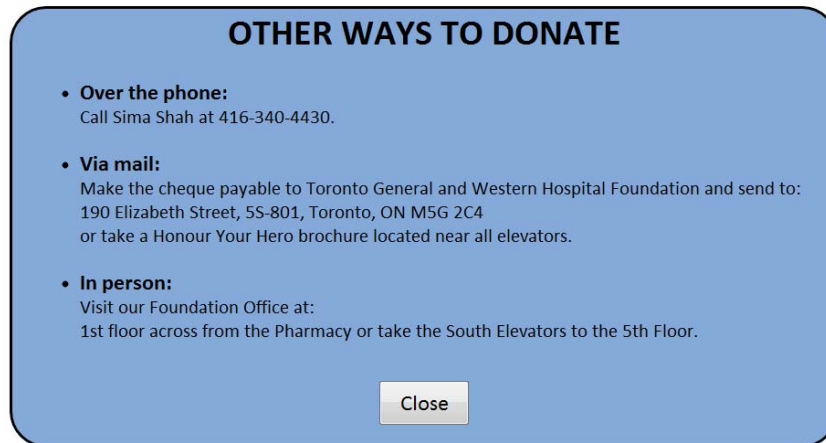 OTHER WAYS TO DONATE
• Over the phone:
Call Sima Shah at 416-340-4430.
• Via mail:
Make the cheque payable to Toronto General and Western Hospital Foundation and send to:
190 Elizabeth Street, 5S-801, Toronto, ON M5G 2C4
or take a Honour Your Hero brochure located near all elevators.
• In person:
Visit our Foundation Office at:
1st floor across from the Pharmacy or take the South Elevators to the 5th Floor.
Close